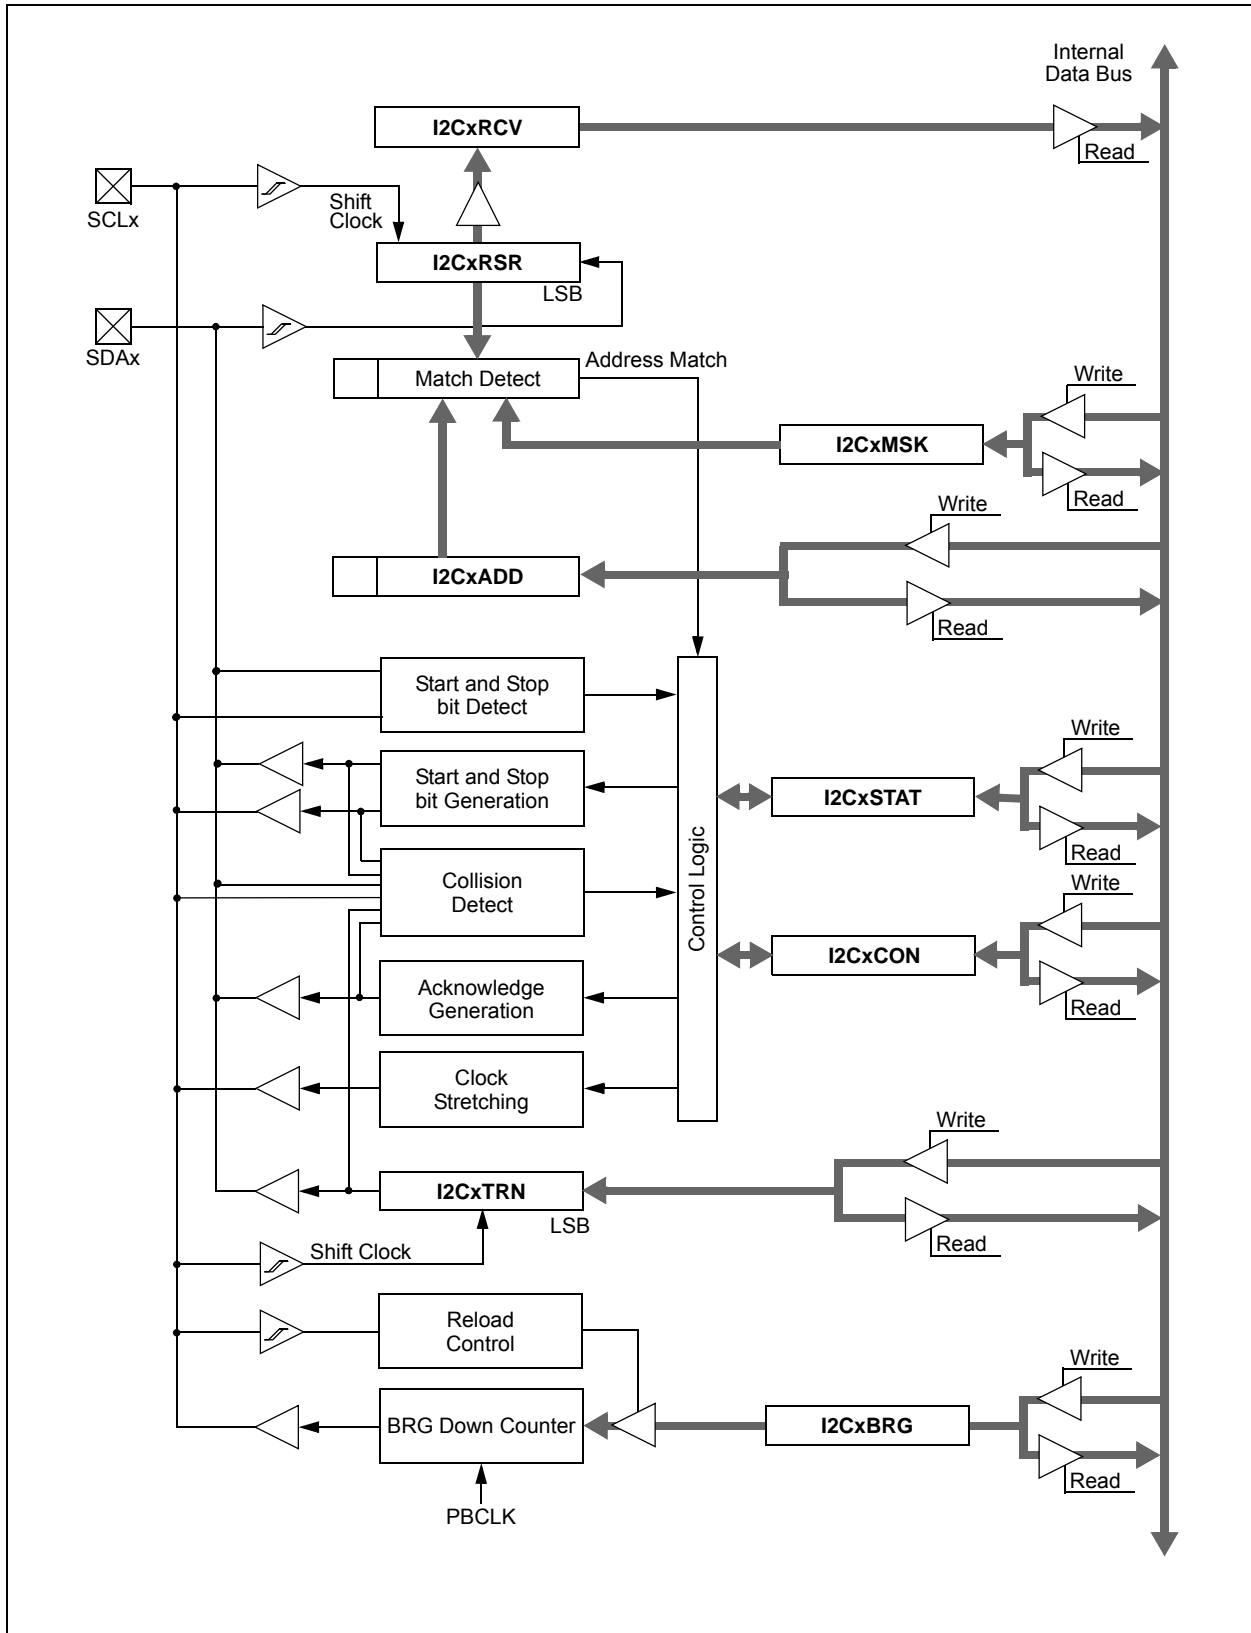 Internal
Data Bus
I2CxRCV
Read
SCLx
Shift
Clock
I2CxRSR
LSB
SDAx
Address Match
Match Detect
Write
I2CxMSK
Read
Write
I2CxADD
Read
Start and Stop
bit Detect
Write
Start and Stop
bit Generation
I2CxSTAT
Read
Control Logic
Collision
Detect
Write
I2CxCON
Read
Acknowledge
Generation
Clock
Stretching
Write
I2CxTRN
LSB
Read
Shift Clock
Reload
Control
Write
BRG Down Counter
I2CxBRG
Read
PBCLK